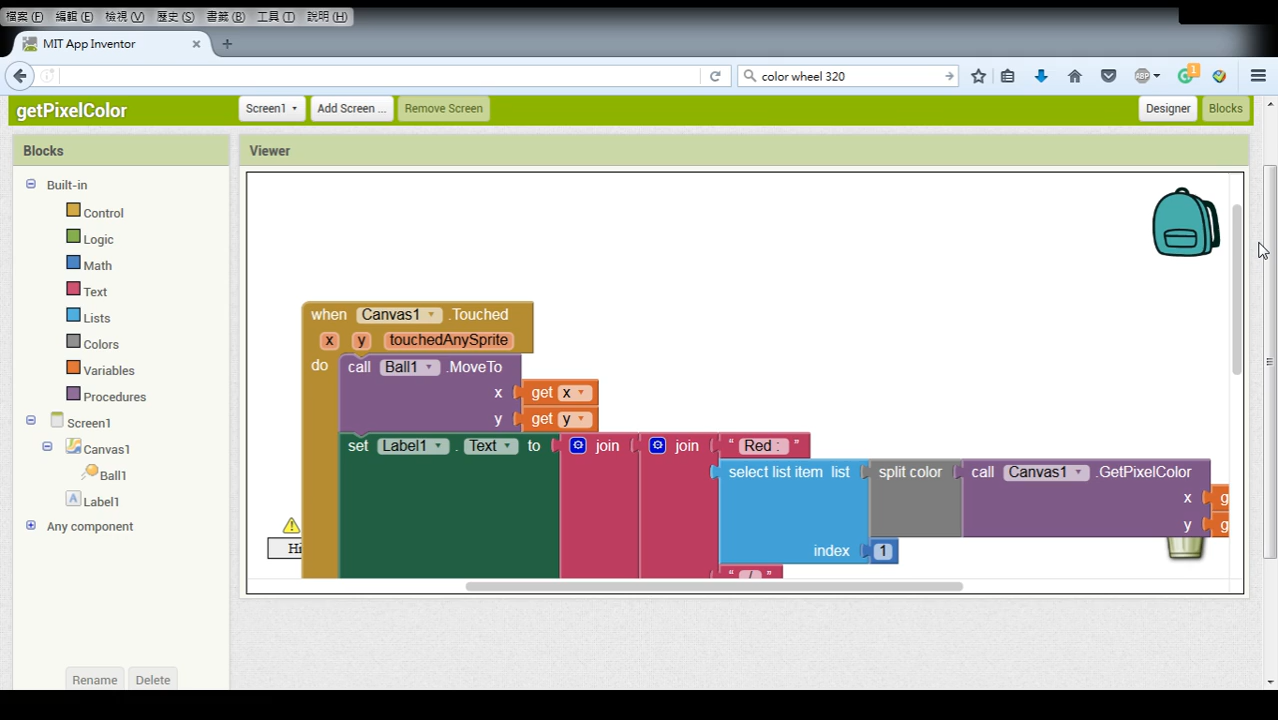 檔案 (F) 編輯 (E) 檢視 (V) 歷史 (S) 書籤 (B) 工具 (T) 說明 (H)
MIT App Inventor
color wheel 320
ABP
1
getPixelColor
Screen1
Add Screen ...
Remove Screen
Designer
Blocks
Blocks
Viewer
Built-in
Control
Logic
Math
Text
Lists
Colors
Variables
Procedures
Screen1
Canvas1
Ball1
Label1
Any component
Rename
Delete
when Canvas1 .Touched
x y touchedAnySprite
do call Ball1 .MoveTo
x get x
y get y
set Label1 . Text to join join “ Red : ”
select list item list split color call Canvas1 .GetPixelColor
x
y
index 1
“ / ”